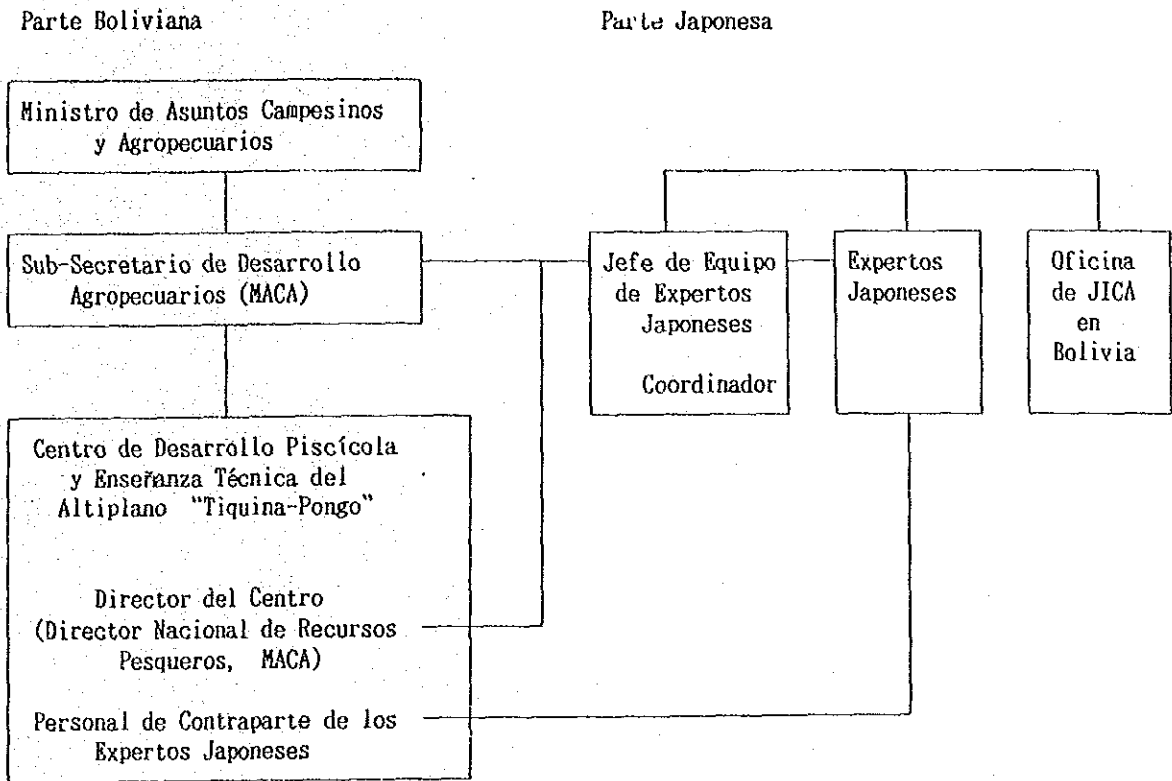 Parte Boliviana
Parte Japonesa
Ministro de Asuntos Campesinos
y Agropecuarios
Sub-Secretario de Desarrollo
Agropecuarios (MACA)
Jefe de Equipo
de Expertos
Japoneses
Coordinador
Expertos
Japoneses
Oficina
de JICA
en
Bolivia
Centro de Desarrollo Piscícola
y Enseñanza Técnica del
Altiplano "Tiquina-Pongo"
Director del Centro
(Director Nacional de Recursos
Pesqueros, MACA)
Personal de Contraparte de los
Expertos Japoneses